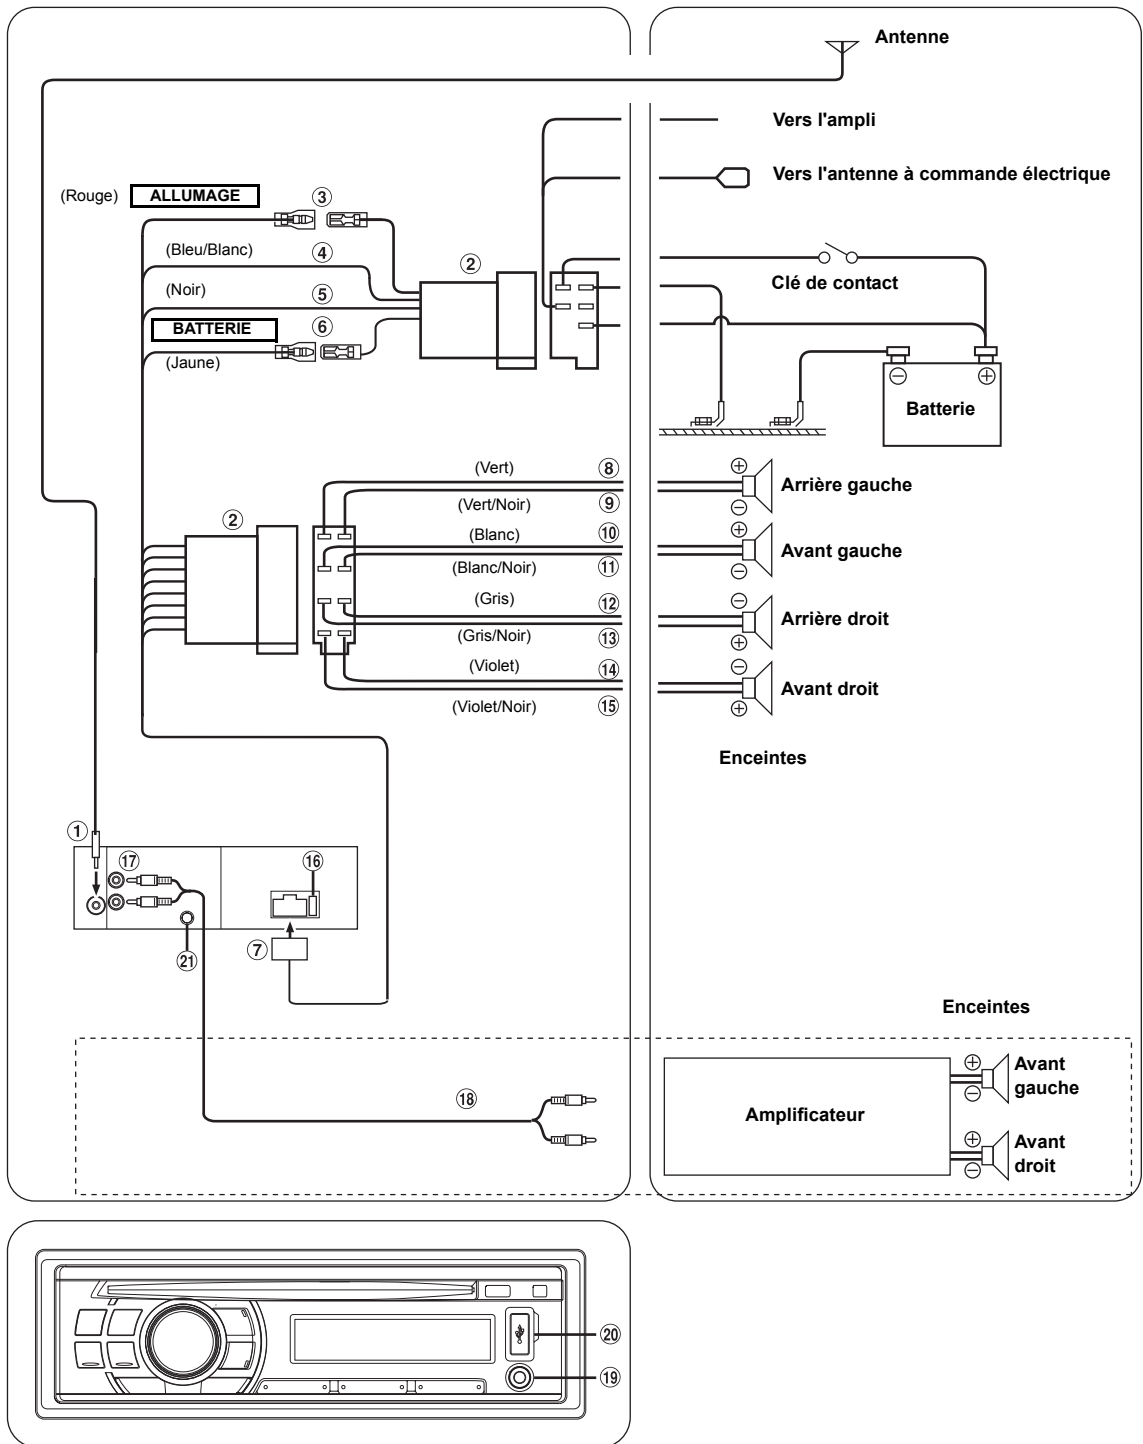 Antenne
Vers l'ampli
Vers l'antenne à commande électrique
(Rouge) ALLUMAGE ③
(Bleu/Blanc) ④
②
Clé de contact
(Noir) ⑤
BATTERIE ⑥
(Jaune)
⊖ ⊕
Batterie
(Vert) ⑧
⊕
Arrière gauche
(Vert/Noir) ⑨
⊖
②
(Blanc) ⑩
⊕
Avant gauche
(Blanc/Noir) ⑪
⊖
(Gris) ⑫
⊖
Arrière droit
(Gris/Noir) ⑬
⊕
(Violet) ⑭
⊖
Avant droit
(Violet/Noir) ⑮
⊕
Enceintes
① ⑰ ⑯
㉑ ⑦
Enceintes
⑱
Amplificateur
⊕
Avant
gauche
⊖
⊕
Avant
droit
⊖
⑳
⑲